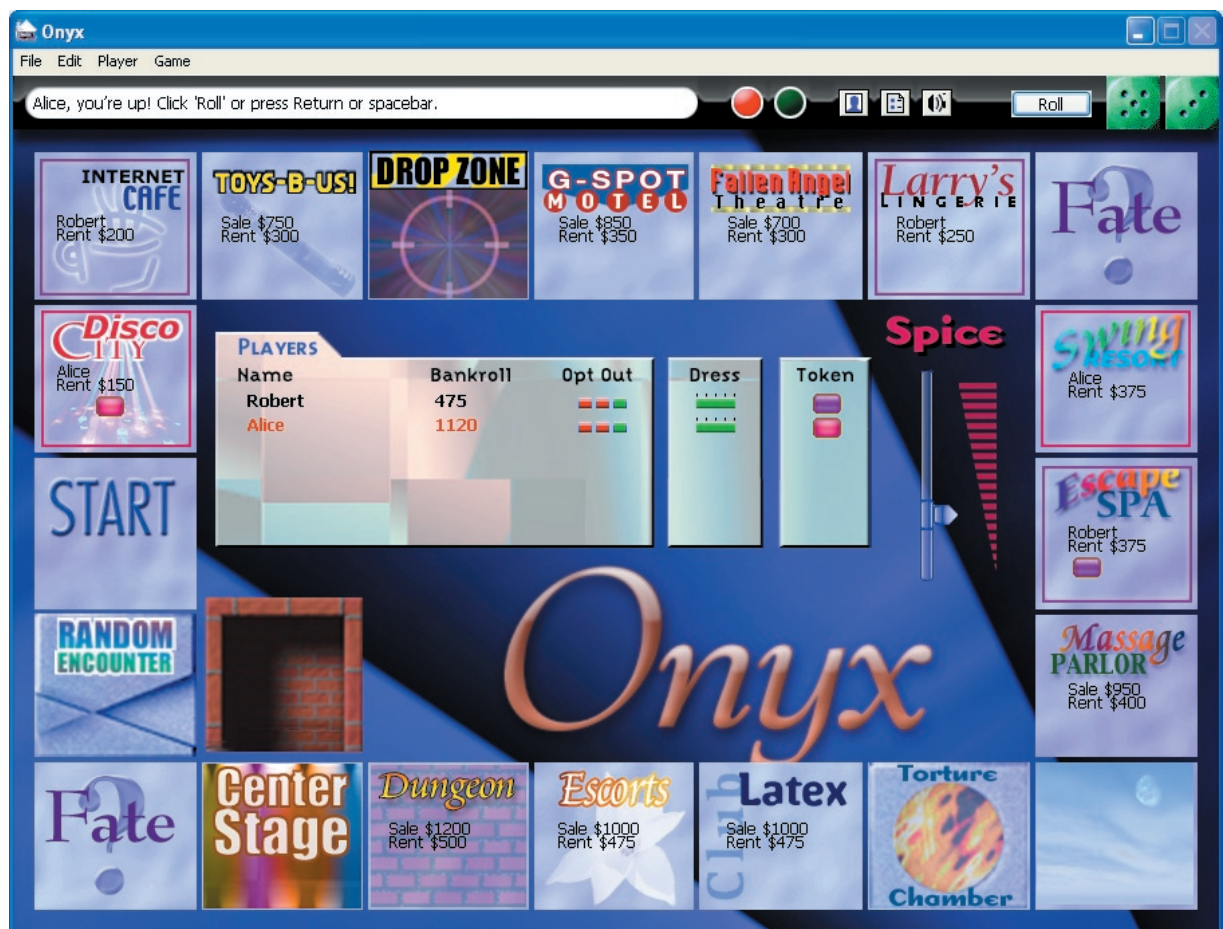 Onyx
File Edit Player Game
Alice, you're up! Click 'Roll' or press Return or spacebar.
Roll
INTERNET
CAFE
Robert
Rent $200
TOYS-B-US!
Sale $750
Rent $300
DROP ZONE
G-SPOT
MOTEL
Sale $850
Rent $350
Fallen Angel
Theatre
Sale $700
Rent $300
Larry's
LINGERIE
Robert
Rent $250
Fate
?
Disco
CITY
Alice
Rent $150
PLAYERS
Name Bankroll Opt Out Dress Token
Robert 475
Alice 1120
Spice
Swing
RESORT
Alice
Rent $375
START
Escape
SPA
Robert
Rent $375
RANDOM
ENCOUNTER
Onyx
Massage
PARLOR
Sale $950
Rent $400
Fate
?
Center
Stage
Dungeon
Sale $1200
Rent $500
Escorts
Sale $1000
Rent $475
Club
Latex
Sale $1000
Rent $475
Torture
Chamber